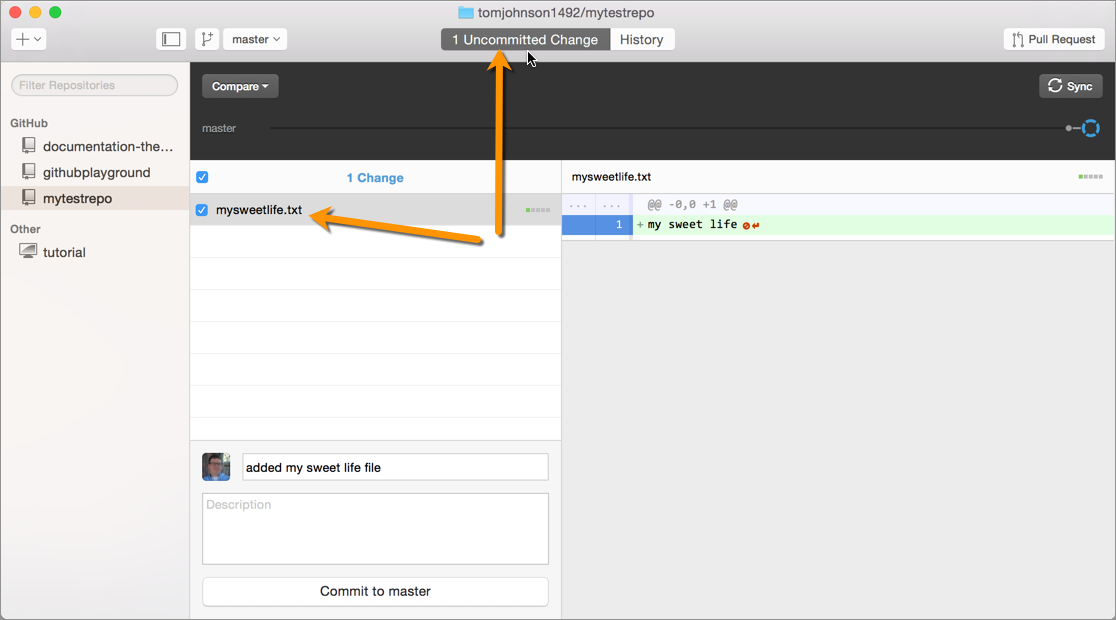 tomjohnson1492/mytestrepo
master
1 Uncommitted Change
History
Pull Request
Filter Repositories
GitHub
documentation-the...
githubplayground
mytestrepo
Other
tutorial
Compare
Sync
master
1 Change
mysweetlife.txt
mysweetlife.txt
... ... @@ -0,0 +1 @@
1 +my sweet life
added my sweet life file
Description
Commit to master